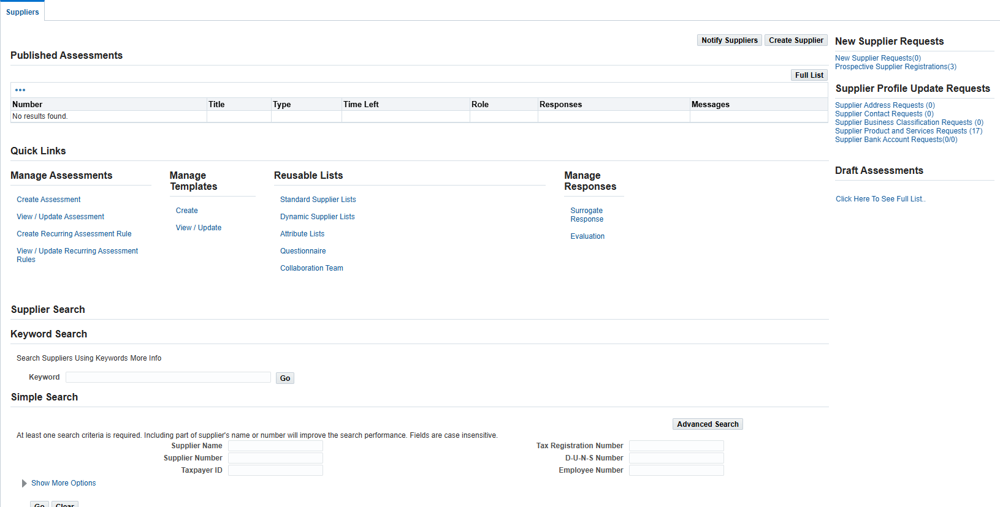 Suppliers
Notify Suppliers Create Supplier
Published Assessments
Full List
Number Title Type Time Left Role Responses Messages
No results found.
Quick Links
Manage Assessments
Create Assessment
View / Update Assessment
Create Recurring Assessment Rule
View / Update Recurring Assessment
Rules
Manage
Templates
Create
View / Update
Reusable Lists
Standard Supplier Lists
Dynamic Supplier Lists
Attribute Lists
Questionnaire
Collaboration Team
Manage
Responses
Surrogate
Response
Evaluation
Supplier Search
Keyword Search
Search Suppliers Using Keywords More Info
Keyword Go
Simple Search
Advanced Search
At least one search criteria is required. Including part of supplier's name or number will improve the search performance. Fields are case insensitive.
Supplier Name Tax Registration Number
Supplier Number D-U-N-S Number
Taxpayer ID Employee Number
Show More Options
Go Clear
New Supplier Requests
New Supplier Requests(0)
Prospective Supplier Registrations(3)
Supplier Profile Update Requests
Supplier Address Requests (0)
Supplier Contact Requests (0)
Supplier Business Classification Requests (0)
Supplier Product and Services Requests (17)
Supplier Bank Account Requests(0/0)
Draft Assessments
Click Here To See Full List..